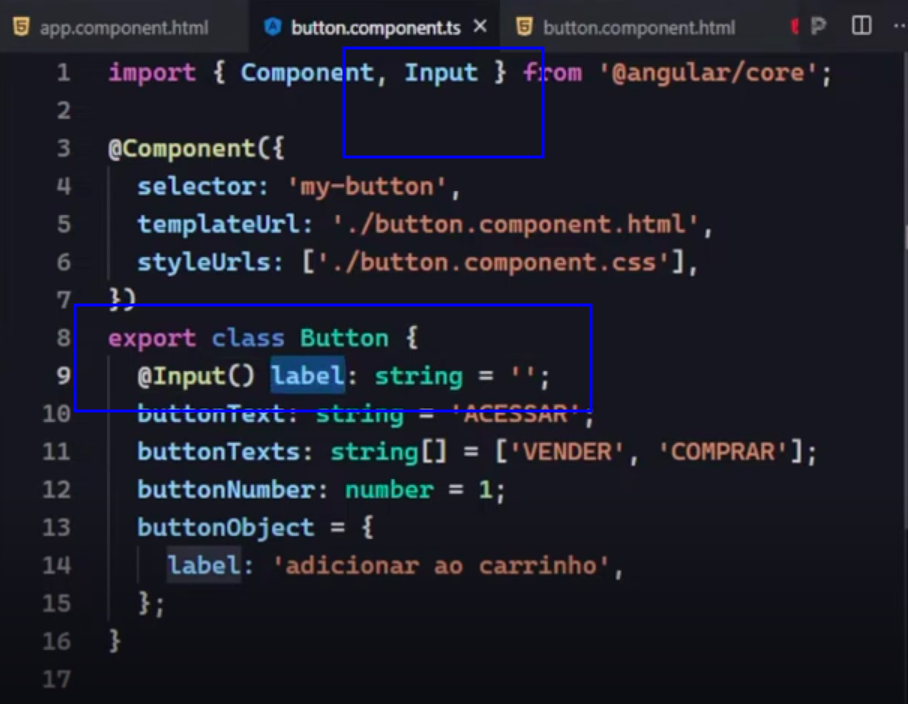 app.component.html button.component.ts button.component.html
1 import { Component, Input } from '@angular/core';
2
3 @Component({
4 selector: 'my-button',
5 templateUrl: './button.component.html',
6 styleUrls: ['./button.component.css'],
7 })
8 export class Button {
9 @Input() label: string = '';
10 buttonText: string = 'ACESSAR';
11 buttonTexts: string[] = ['VENDER', 'COMPRAR'];
12 buttonNumber: number = 1;
13 buttonObject = {
14 label: 'adicionar ao carrinho',
15 };
16 }
17